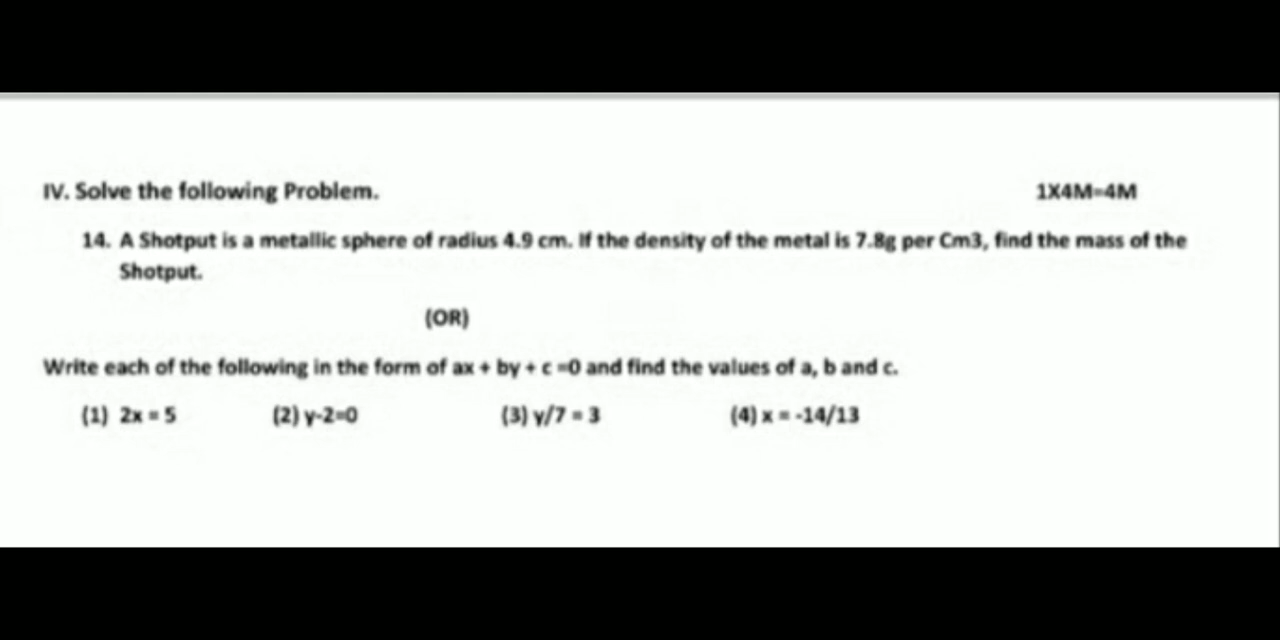 IV. Solve the following Problem. 1X4M=4M
14. A Shotput is a metallic sphere of radius 4.9 cm. If the density of the metal is 7.8g per Cm3, find the mass of the
Shotput.
(OR)
Write each of the following in the form of ax + by + c =0 and find the values of a, b and c.
(1) 2x = 5 (2) y-2=0 (3) y/7 = 3 (4) x = -14/13